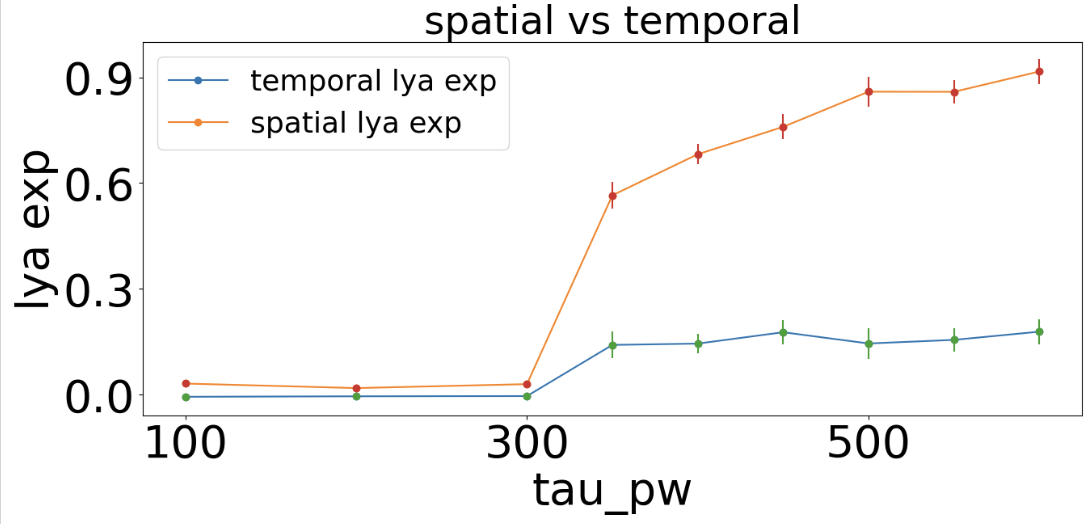 spatial vs temporal
temporal lya exp
spatial lya exp
lya exp
0.9
0.6
0.3
0.0
100 300 500
tau_pw